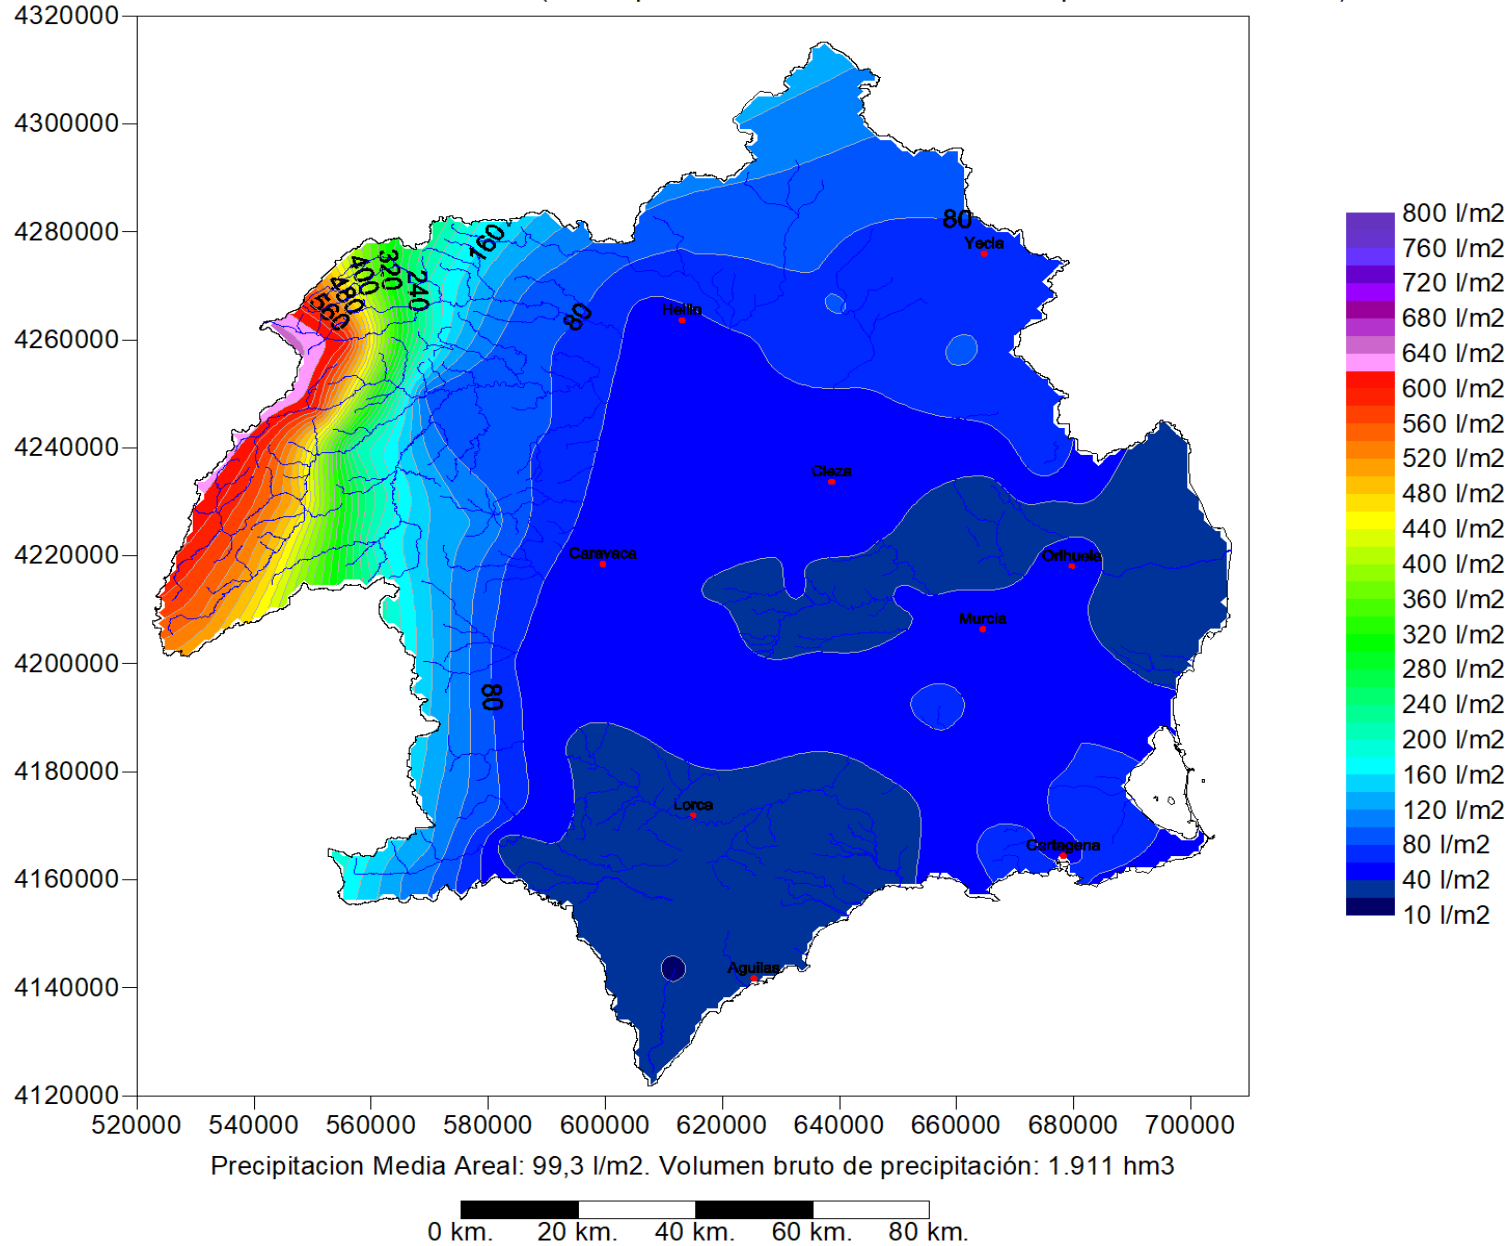 4320000
4300000
4280000
4260000
4240000
4220000
4200000
4180000
4160000
4140000
4120000
520000 540000 560000 580000 600000 620000 640000 660000 680000 700000
80
Yecla
160
320
400
240
480
560
80
Hellin
Cieza
Caravaca
Orihuela
Murcia
80
Lorca
Cartagena
Aguilas
800 l/m2
760 l/m2
720 l/m2
680 l/m2
640 l/m2
600 l/m2
560 l/m2
520 l/m2
480 l/m2
440 l/m2
400 l/m2
360 l/m2
320 l/m2
280 l/m2
240 l/m2
200 l/m2
160 l/m2
120 l/m2
80 l/m2
40 l/m2
10 l/m2
Precipitacion Media Areal: 99,3 l/m2. Volumen bruto de precipitación: 1.911 hm3
0 km. 20 km. 40 km. 60 km. 80 km.